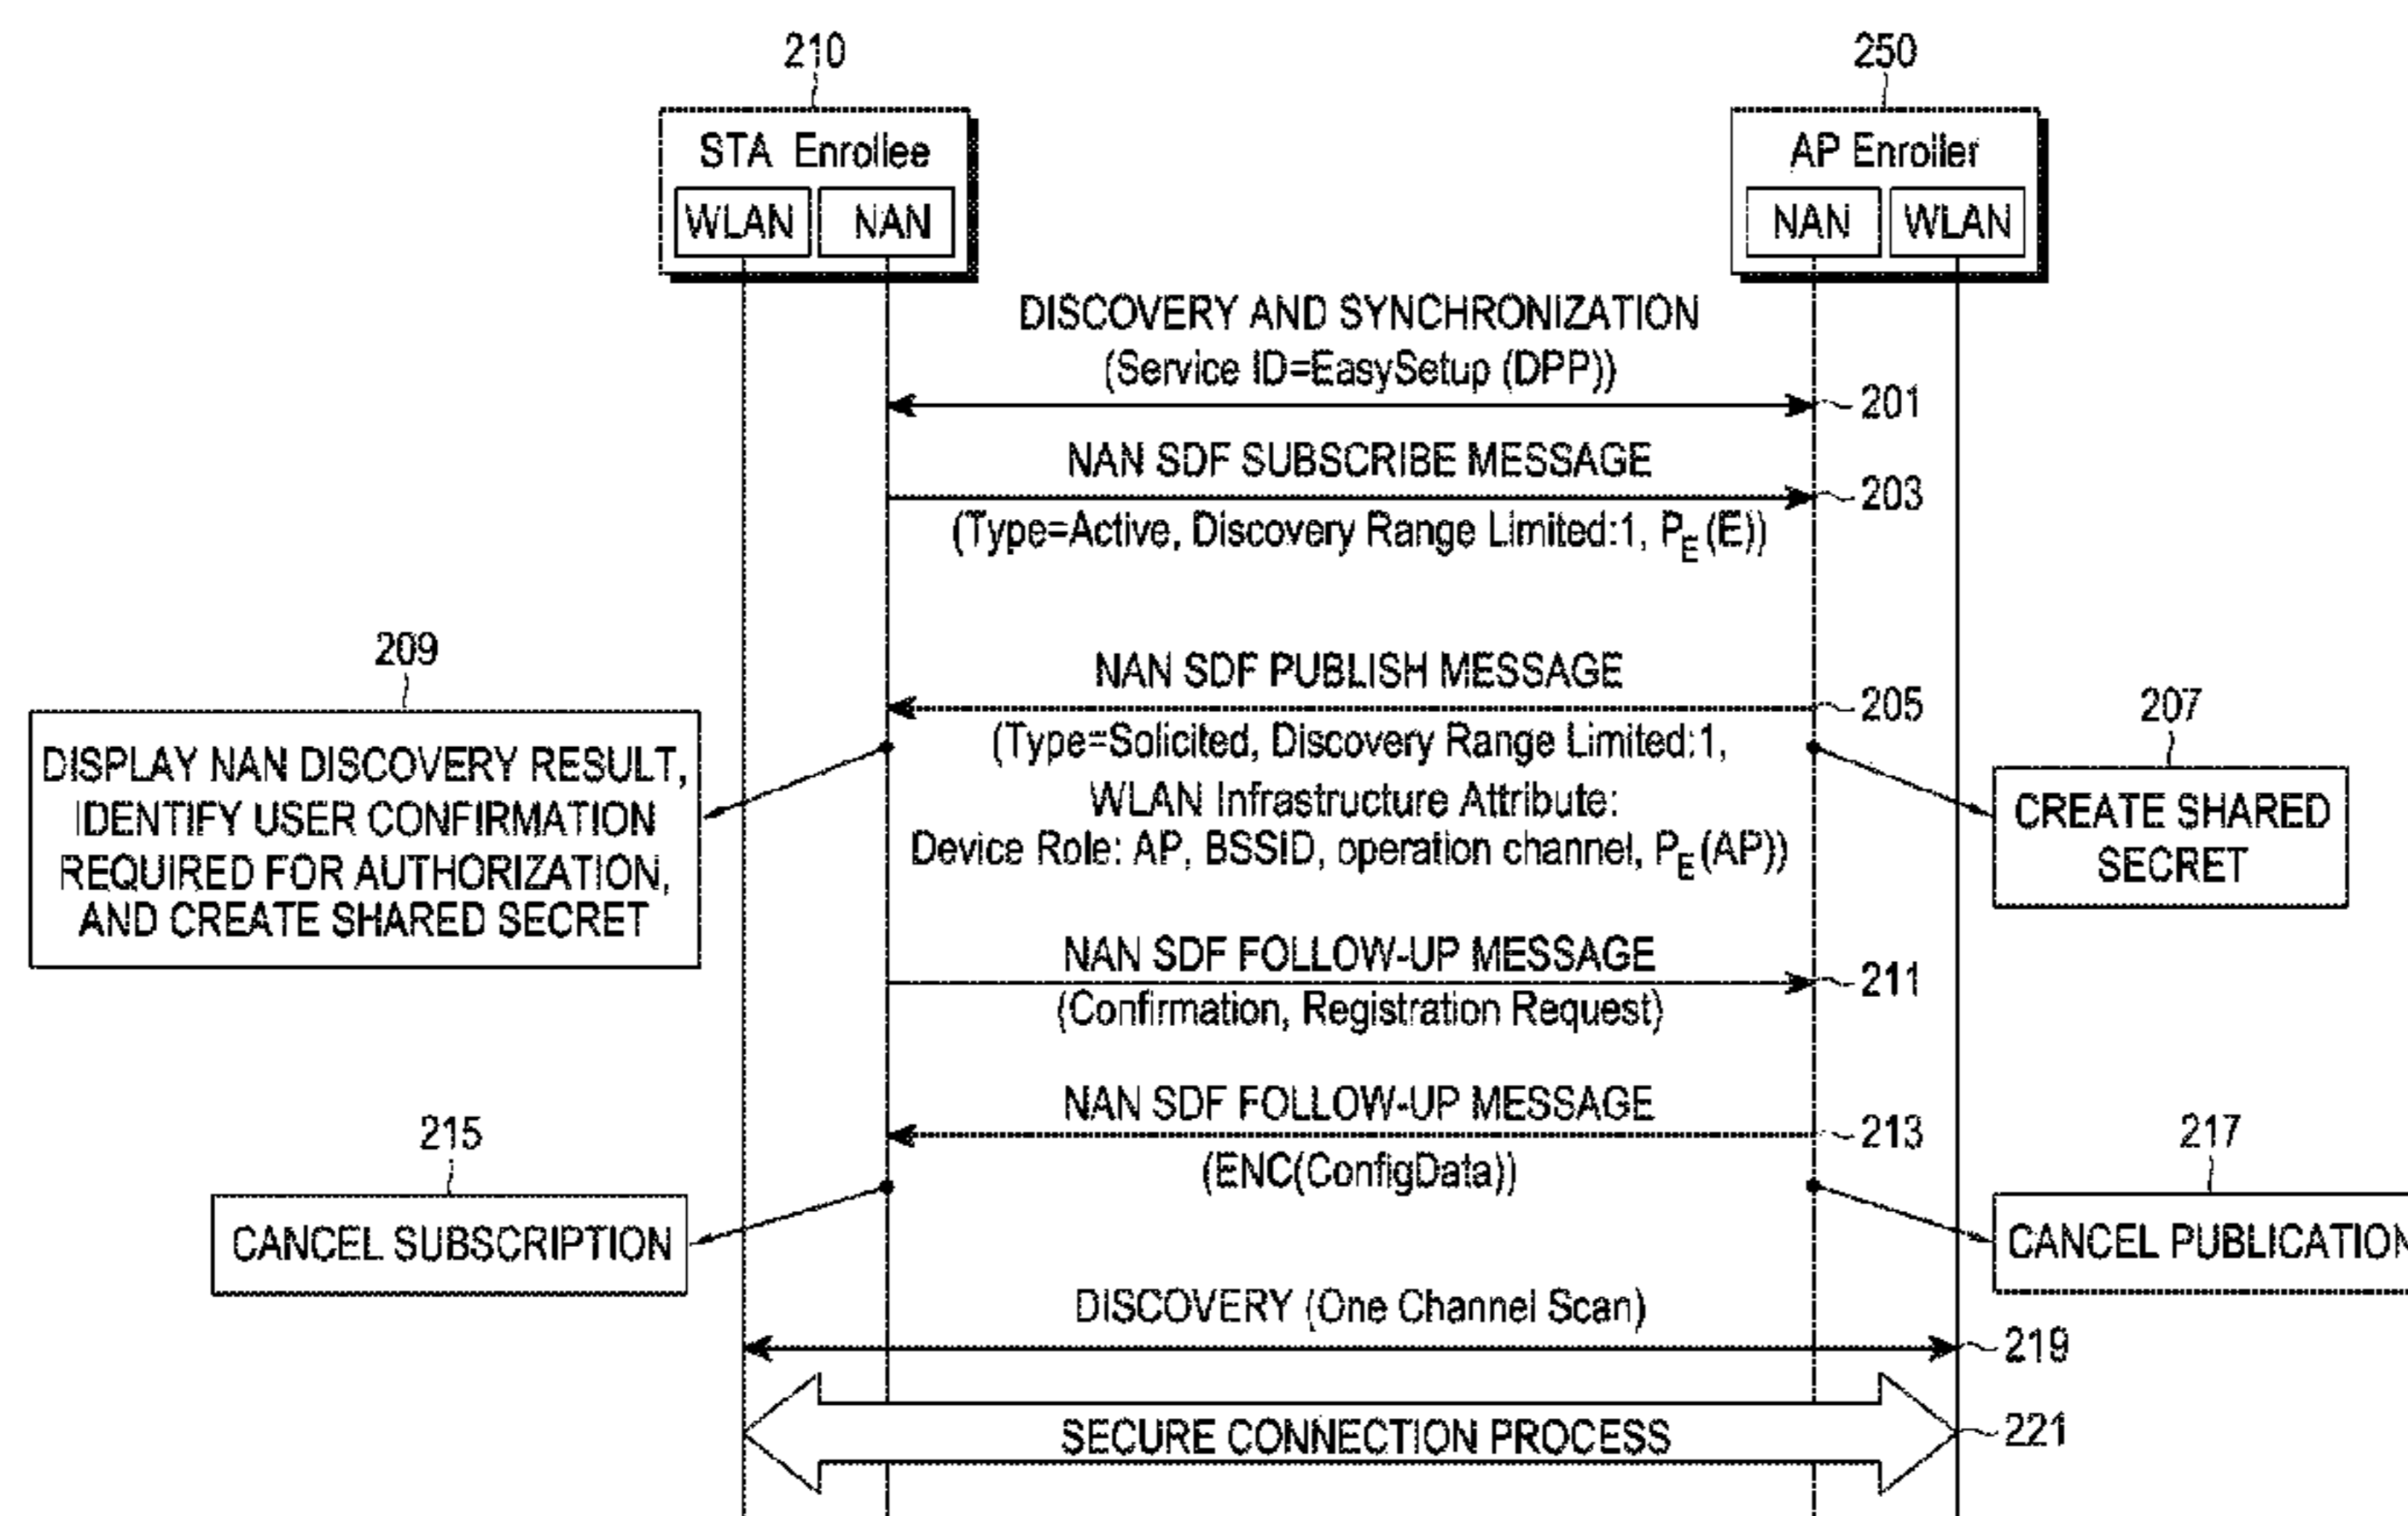 210
250
STA Enrollee
AP Enroller
WLAN
NAN
NAN
WLAN
DISCOVERY AND SYNCHRONIZATION
(Service ID=EasySetup (DPP))
201
NAN SDF SUBSCRIBE MESSAGE
203
(Type=Active, Discovery Range Limited:1, PE(E))
NAN SDF PUBLISH MESSAGE
205
(Type=Solicited, Discovery Range Limited:1,
WLAN Infrastructure Attribute:
Device Role: AP, BSSID, operation channel, PE(AP))
209
DISPLAY NAN DISCOVERY RESULT,
IDENTIFY USER CONFIRMATION
REQUIRED FOR AUTHORIZATION,
AND CREATE SHARED SECRET
207
CREATE SHARED
SECRET
NAN SDF FOLLOW-UP MESSAGE
211
(Confirmation, Registration Request)
NAN SDF FOLLOW-UP MESSAGE
213
(ENC(ConfigData))
215
CANCEL SUBSCRIPTION
217
CANCEL PUBLICATION
DISCOVERY (One Channel Scan)
219
SECURE CONNECTION PROCESS
221